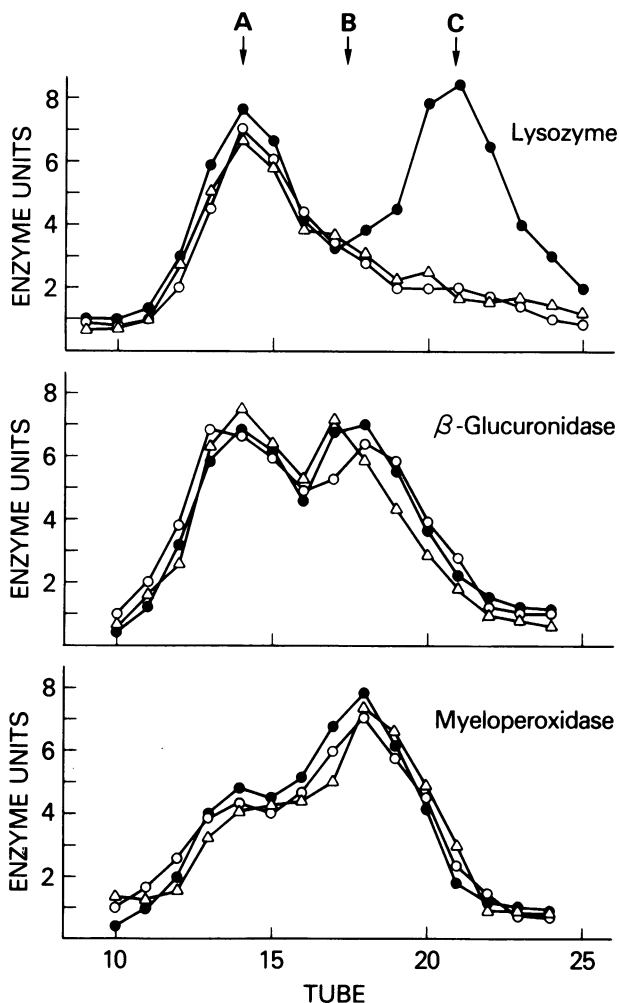 A B C
8
6
4
2
ENZYME UNITS
Lysozyme
8
6
4
2
ENZYME UNITS
β-Glucuronidase
8
6
4
2
ENZYME UNITS
Myeloperoxidase
10 15 20 25
TUBE